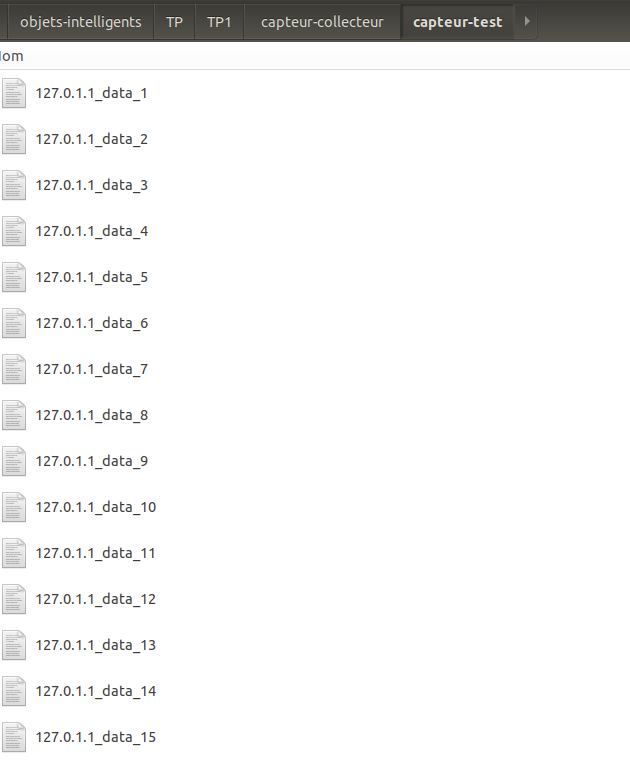 objets-intelligents TP TP1 capteur-collecteur capteur-test
Nom
127.0.1.1_data_1
127.0.1.1_data_2
127.0.1.1_data_3
127.0.1.1_data_4
127.0.1.1_data_5
127.0.1.1_data_6
127.0.1.1_data_7
127.0.1.1_data_8
127.0.1.1_data_9
127.0.1.1_data_10
127.0.1.1_data_11
127.0.1.1_data_12
127.0.1.1_data_13
127.0.1.1_data_14
127.0.1.1_data_15